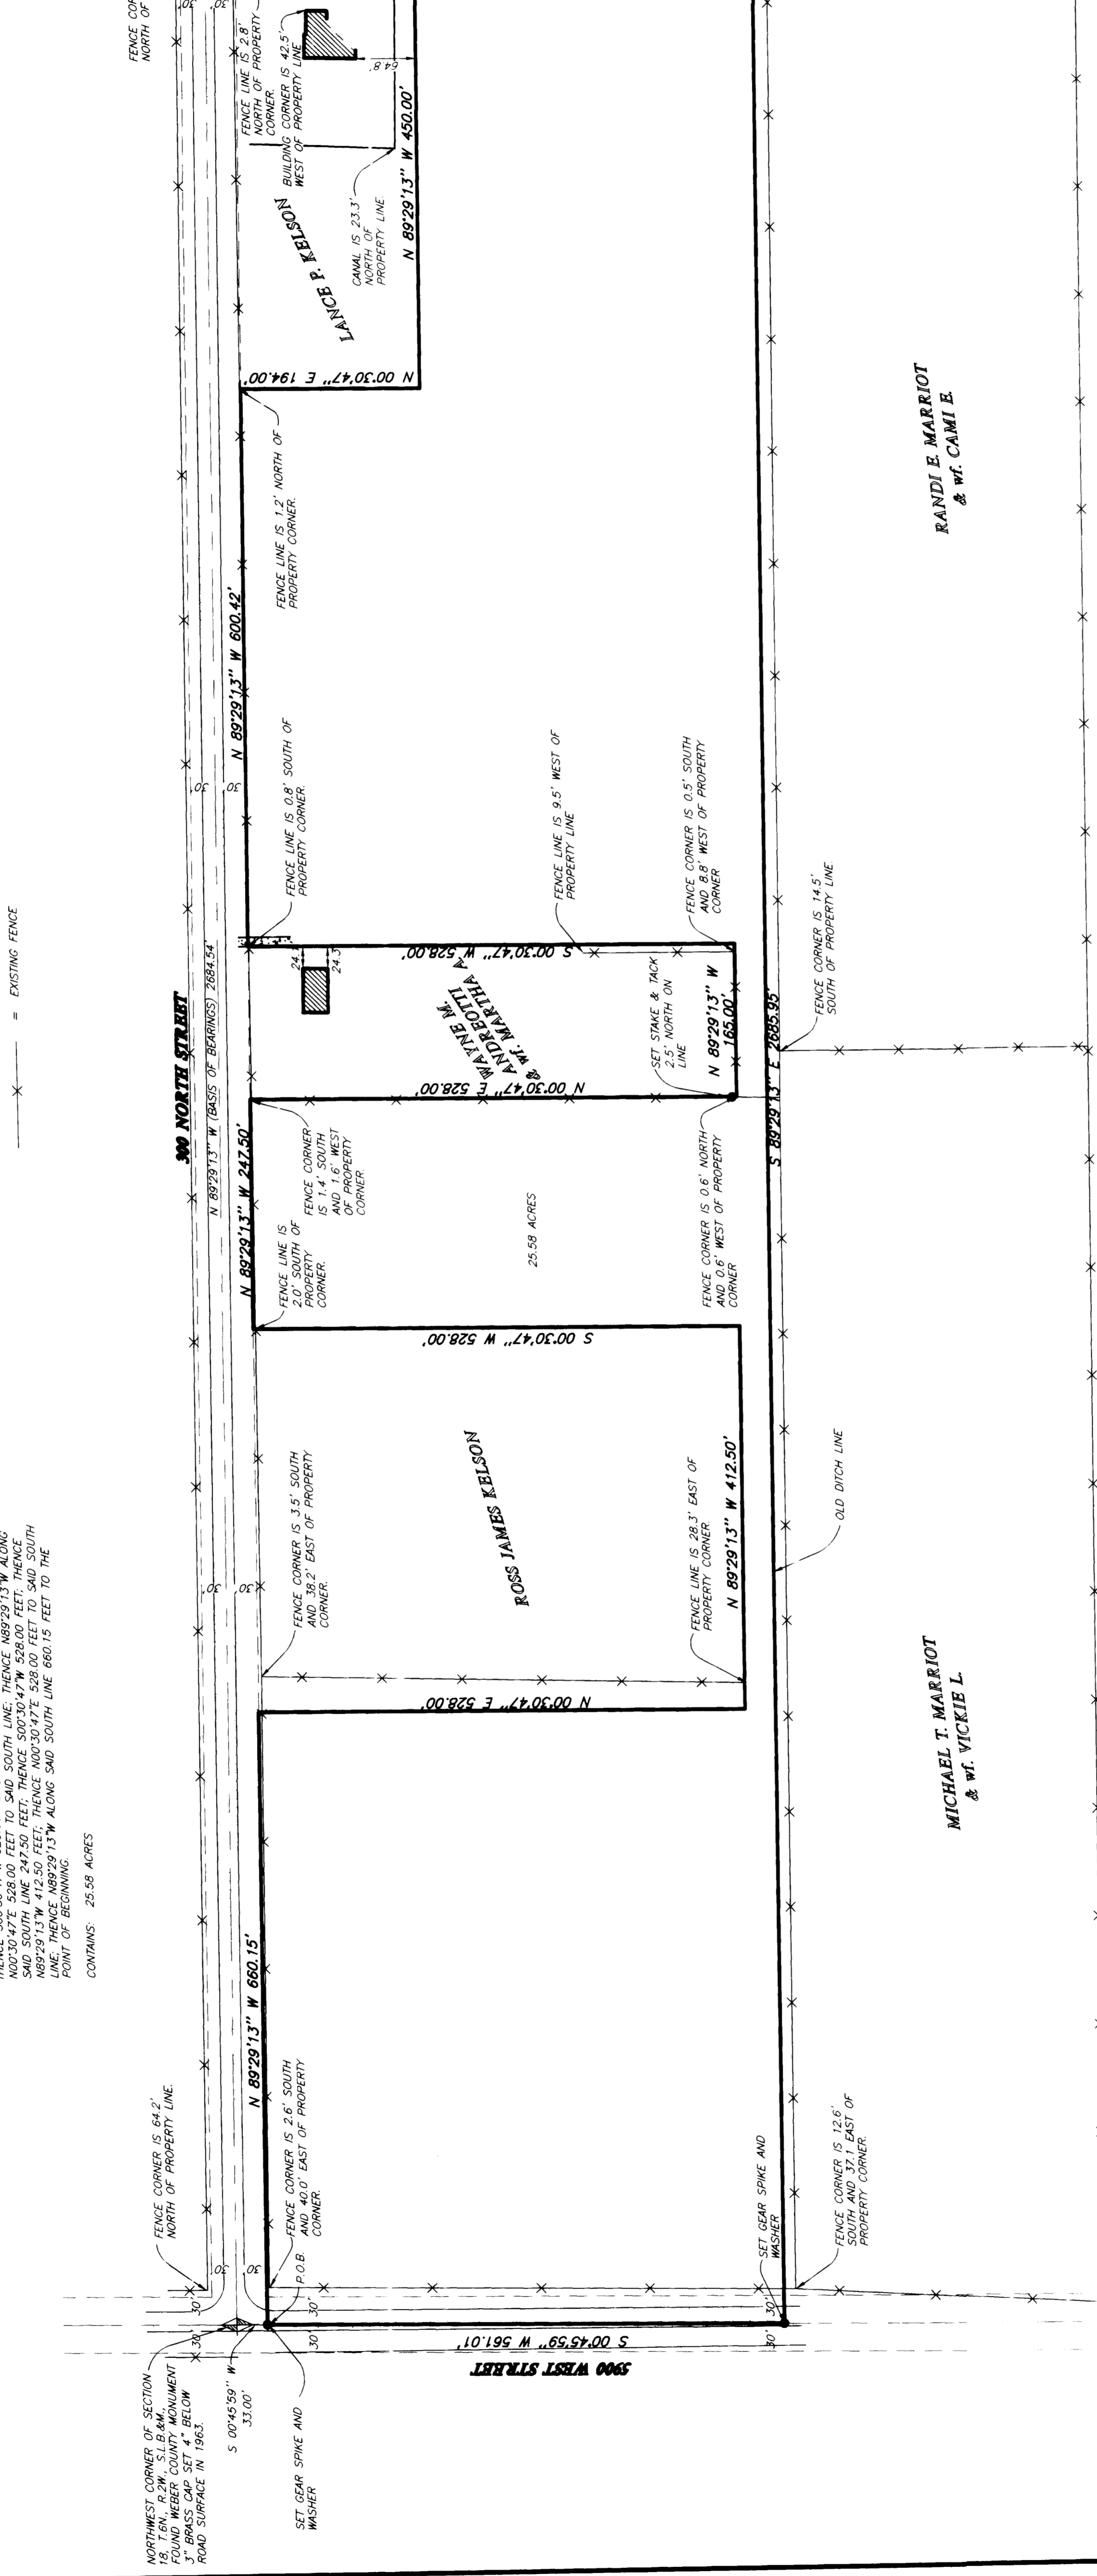 N00°30'47"E 528.00 FEET TO SAID SOUTH LINE; THENCE N89°29'13"W ALONG
SAID SOUTH LINE 247.50 FEET; THENCE S00°30'47"W 528.00 FEET; THENCE
N89°29'13"W 412.50 FEET; THENCE N00°30'47"E 528.00 FEET TO SAID SOUTH
LINE; THENCE N89°29'13"W ALONG SAID SOUTH LINE 660.15 FEET TO THE
POINT OF BEGINNING.
CONTAINS: 25.58 ACRES
= EXISTING FENCE
FENCE COR
NORTH OF
NORTHWEST CORNER OF SECTION
18, T.6N., R.2W., S.L.B.&M.,
FOUND WEBER COUNTY MONUMENT
3" BRASS CAP SET 4" BELOW
ROAD SURFACE IN 1963.
S 00°45'59" W
33.00'
SET GEAR SPIKE AND
WASHER
FENCE CORNER IS 64.2'
NORTH OF PROPERTY LINE.
300 NORTH STREET
N 89°29'13" W (BASIS OF BEARINGS) 2684.54'
30'
30'
30'
30'
30'
30'
30'
30'
30'
30'
30'
30'
30'
N 89°29'13" W 660.15'
N 89°29'13" W 247.50'
N 89°29'13" W 600.42'
P.O.B.
FENCE CORNER IS 2.6' SOUTH
AND 40.0' EAST OF PROPERTY
CORNER.
FENCE CORNER IS 3.5' SOUTH
AND 38.2' EAST OF PROPERTY
CORNER.
FENCE LINE IS
2.0' SOUTH OF
PROPERTY
CORNER.
FENCE CORNER
IS 1.4' SOUTH
AND 1.6' WEST
OF PROPERTY
CORNER.
FENCE LINE IS 0.8' SOUTH OF
PROPERTY CORNER.
FENCE LINE IS 1.2' NORTH OF
PROPERTY CORNER.
FENCE LINE IS 2.8'
NORTH OF PROPERTY
CORNER.
BUILDING CORNER IS 42.5'
WEST OF PROPERTY LINE
64.8'
LANCE P. KELSON
CANAL IS 23.3'
NORTH OF
PROPERTY LINE.
N 89°29'13" W 450.00'
N 00°30'47" E 194.00'
24.1'
24.3'
WAYNE M.
ANDREOTTI
& wf. MARTHA A.
S 00°30'47" W 528.00'
N 00°30'47" E 528.00'
FENCE LINE IS 9.5' WEST OF
PROPERTY LINE
SET STAKE & TACK
2.5' NORTH ON
LINE
N 89°29'13" W
165.00'
FENCE CORNER IS 0.5' SOUTH
AND 8.8' WEST OF PROPERTY
CORNER
25.58 ACRES
FENCE CORNER IS 0.6' NORTH
AND 0.6' WEST OF PROPERTY
CORNER
S 00°30'47" W 528.00'
ROSS JAMES KELSON
N 00°30'47" E 528.00'
FENCE LINE IS 28.3' EAST OF
PROPERTY CORNER.
N 89°29'13" W 412.50'
S 89°29'13" E 2685.95'
FENCE CORNER IS 14.5'
SOUTH OF PROPERTY LINE.
OLD DITCH LINE
S 00°45'59" W 561.01'
5900 WEST STREET
SET GEAR SPIKE AND
WASHER
FENCE CORNER IS 12.6'
SOUTH AND 37.1 EAST OF
PROPERTY CORNER.
MICHAEL T. MARRIOT
& wf. VICKIE L.
RANDI E. MARRIOT
& wf. CAMI E.